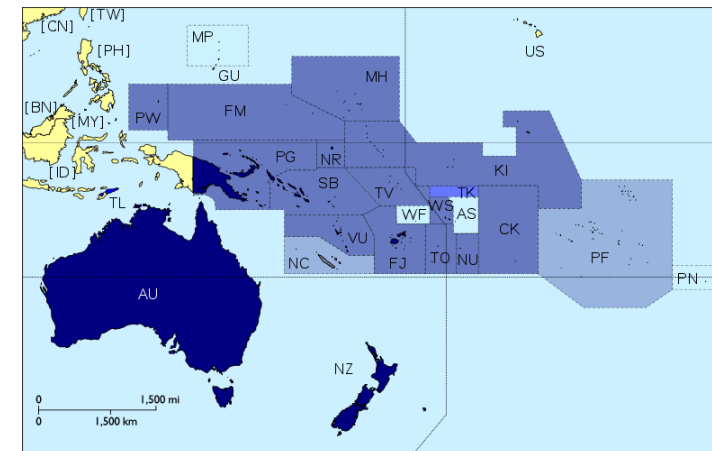 [CN]
[TW]
MP
US
[PH]
GU
MH
[BN]
PW
FM
[MY]
PG
NR
KI
[ID]
SB
TV
TK
TL
WS
WF
AS
VU
CK
NC
FJ
TO
NU
PF
PN
AU
NZ
0 1,500 mi
0 1,500 km